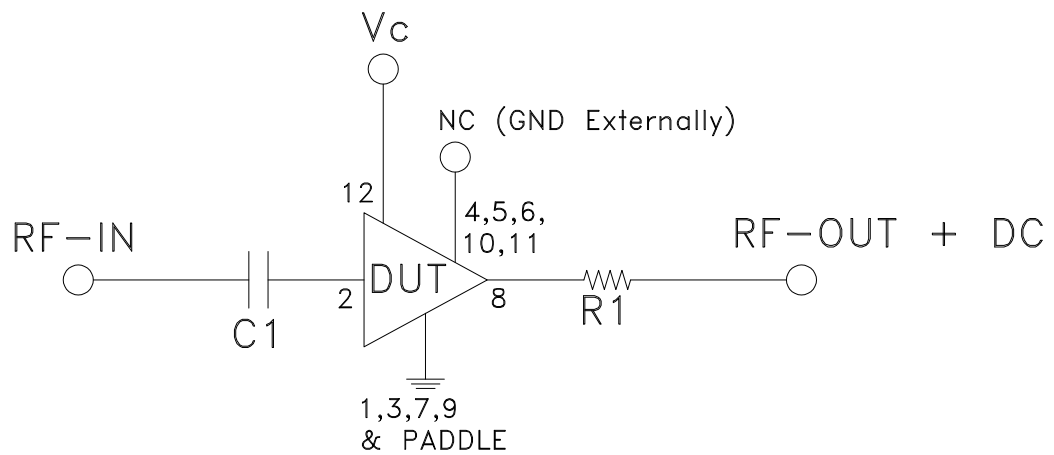 Vc
NC (GND Externally)
12
4,5,6,
10,11
RF-IN
RF-OUT + DC
DUT
2
8
C1
R1
1,3,7,9
& PADDLE